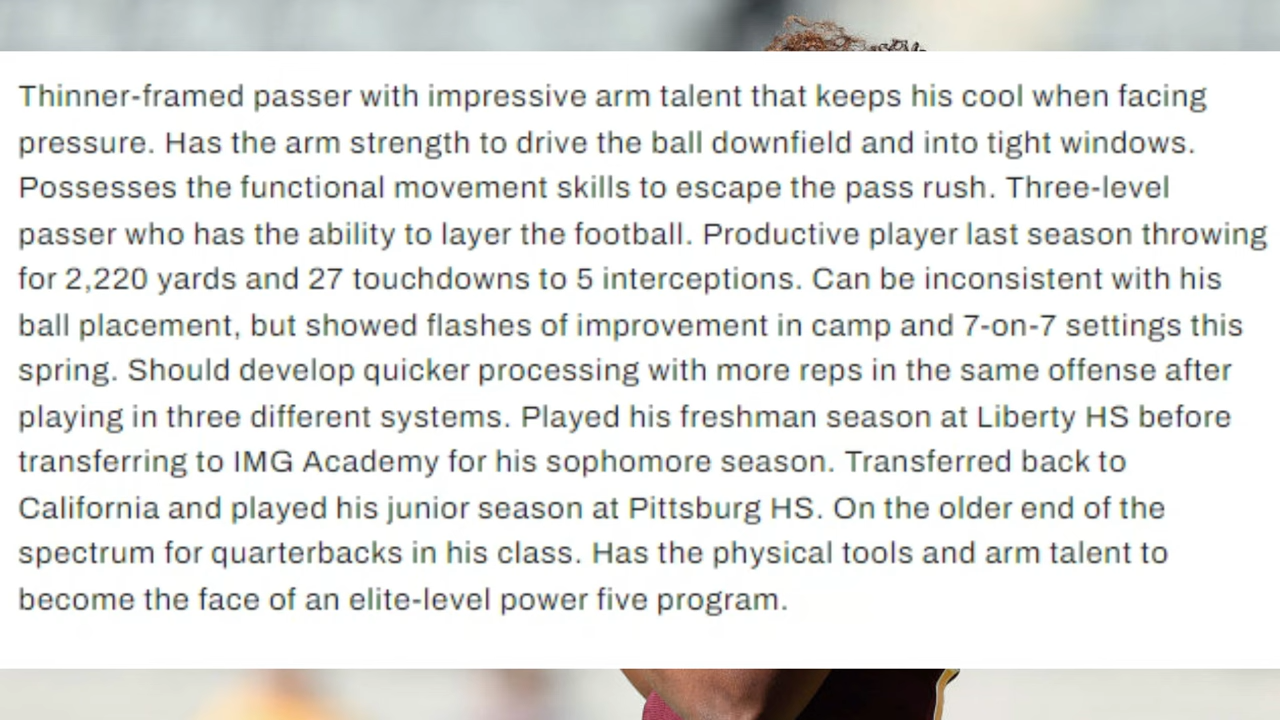 Thinner-framed passer with impressive arm talent that keeps his cool when facing
pressure. Has the arm strength to drive the ball downfield and into tight windows.
Possesses the functional movement skills to escape the pass rush. Three-level
passer who has the ability to layer the football. Productive player last season throwing
for 2,220 yards and 27 touchdowns to 5 interceptions. Can be inconsistent with his
ball placement, but showed flashes of improvement in camp and 7-on-7 settings this
spring. Should develop quicker processing with more reps in the same offense after
playing in three different systems. Played his freshman season at Liberty HS before
transferring to IMG Academy for his sophomore season. Transferred back to
California and played his junior season at Pittsburg HS. On the older end of the
spectrum for quarterbacks in his class. Has the physical tools and arm talent to
become the face of an elite-level power five program.